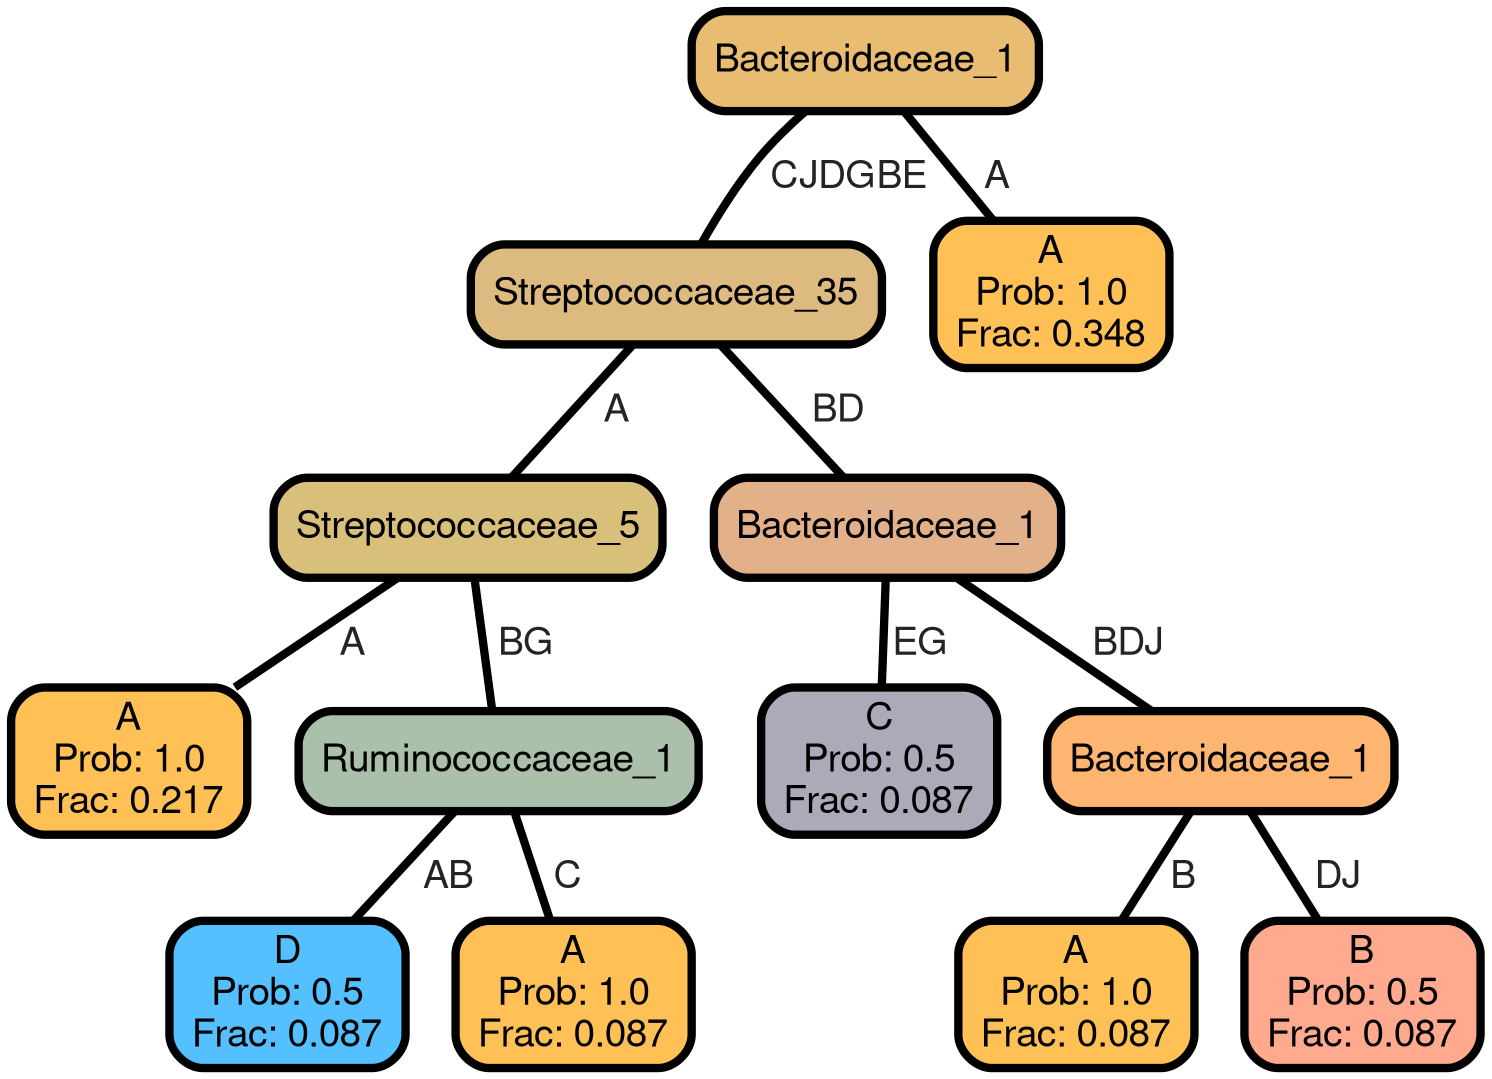 Bacteroidaceae_1
CJDGBE
A
Streptococcaceae_35
A
Prob: 1.0
Frac: 0.348
A
BD
Streptococcaceae_5
Bacteroidaceae_1
A
BG
EG
BDJ
A
Prob: 1.0
Frac: 0.217
Ruminococcaceae_1
C
Prob: 0.5
Frac: 0.087
Bacteroidaceae_1
AB
C
B
DJ
D
Prob: 0.5
Frac: 0.087
A
Prob: 1.0
Frac: 0.087
A
Prob: 1.0
Frac: 0.087
B
Prob: 0.5
Frac: 0.087